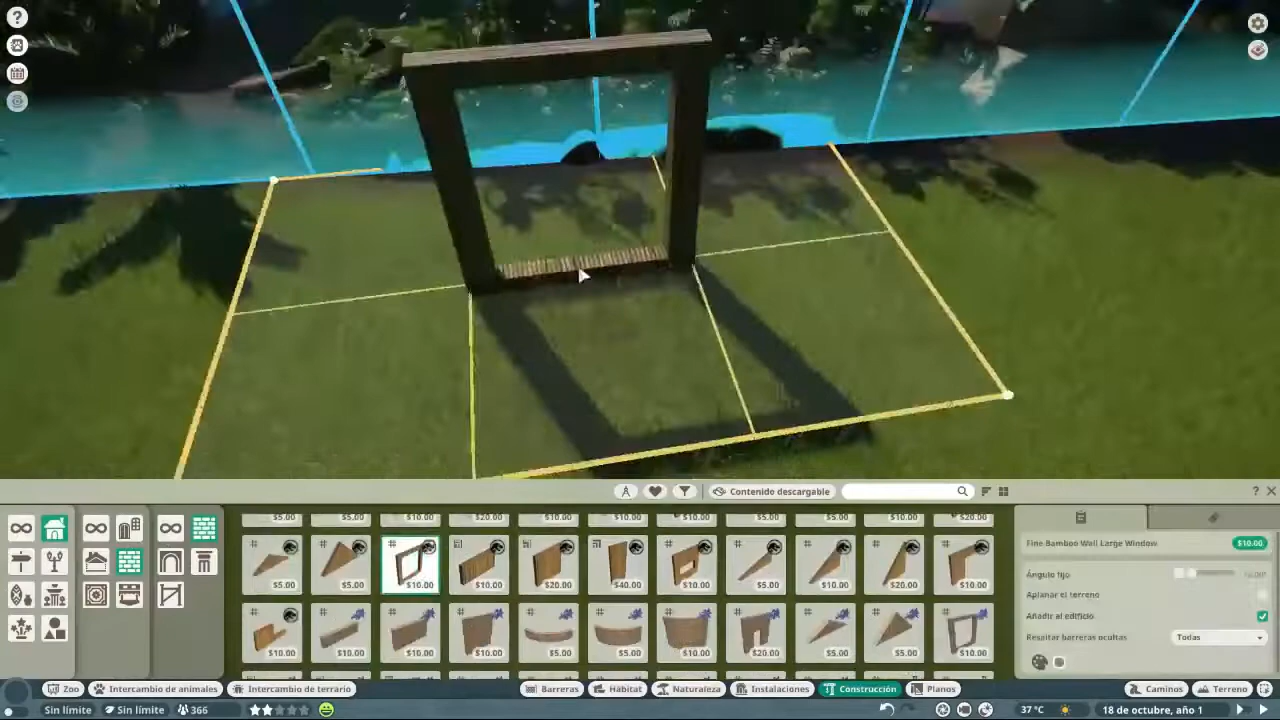 Contenido descargable
$5.00 $5.00 $10.00 $20.00 $10.00 $5.00 $5.00 $10.00 $10.00 $10.00 $20.00
$5.00 $5.00 $10.00 $10.00 $20.00 $40.00 $10.00 $5.00 $10.00 $20.00 $10.00
$10.00 $10.00 $10.00 $10.00 $5.00 $5.00 $10.00 $20.00 $5.00 $5.00 $10.00
Fine Bamboo Wall Large Window $10.00
Ángulo fijo
Aplanar el terreno
Añadir al edificio
Resaltar barreras ocultas Todas
Zoo Intercambio de animales Intercambio de terrario Barreras Hábitat Naturaleza Instalaciones Construcción Planos Caminos Terreno
Sin límite Sin límite 366 37 °C 18 de octubre, año 1